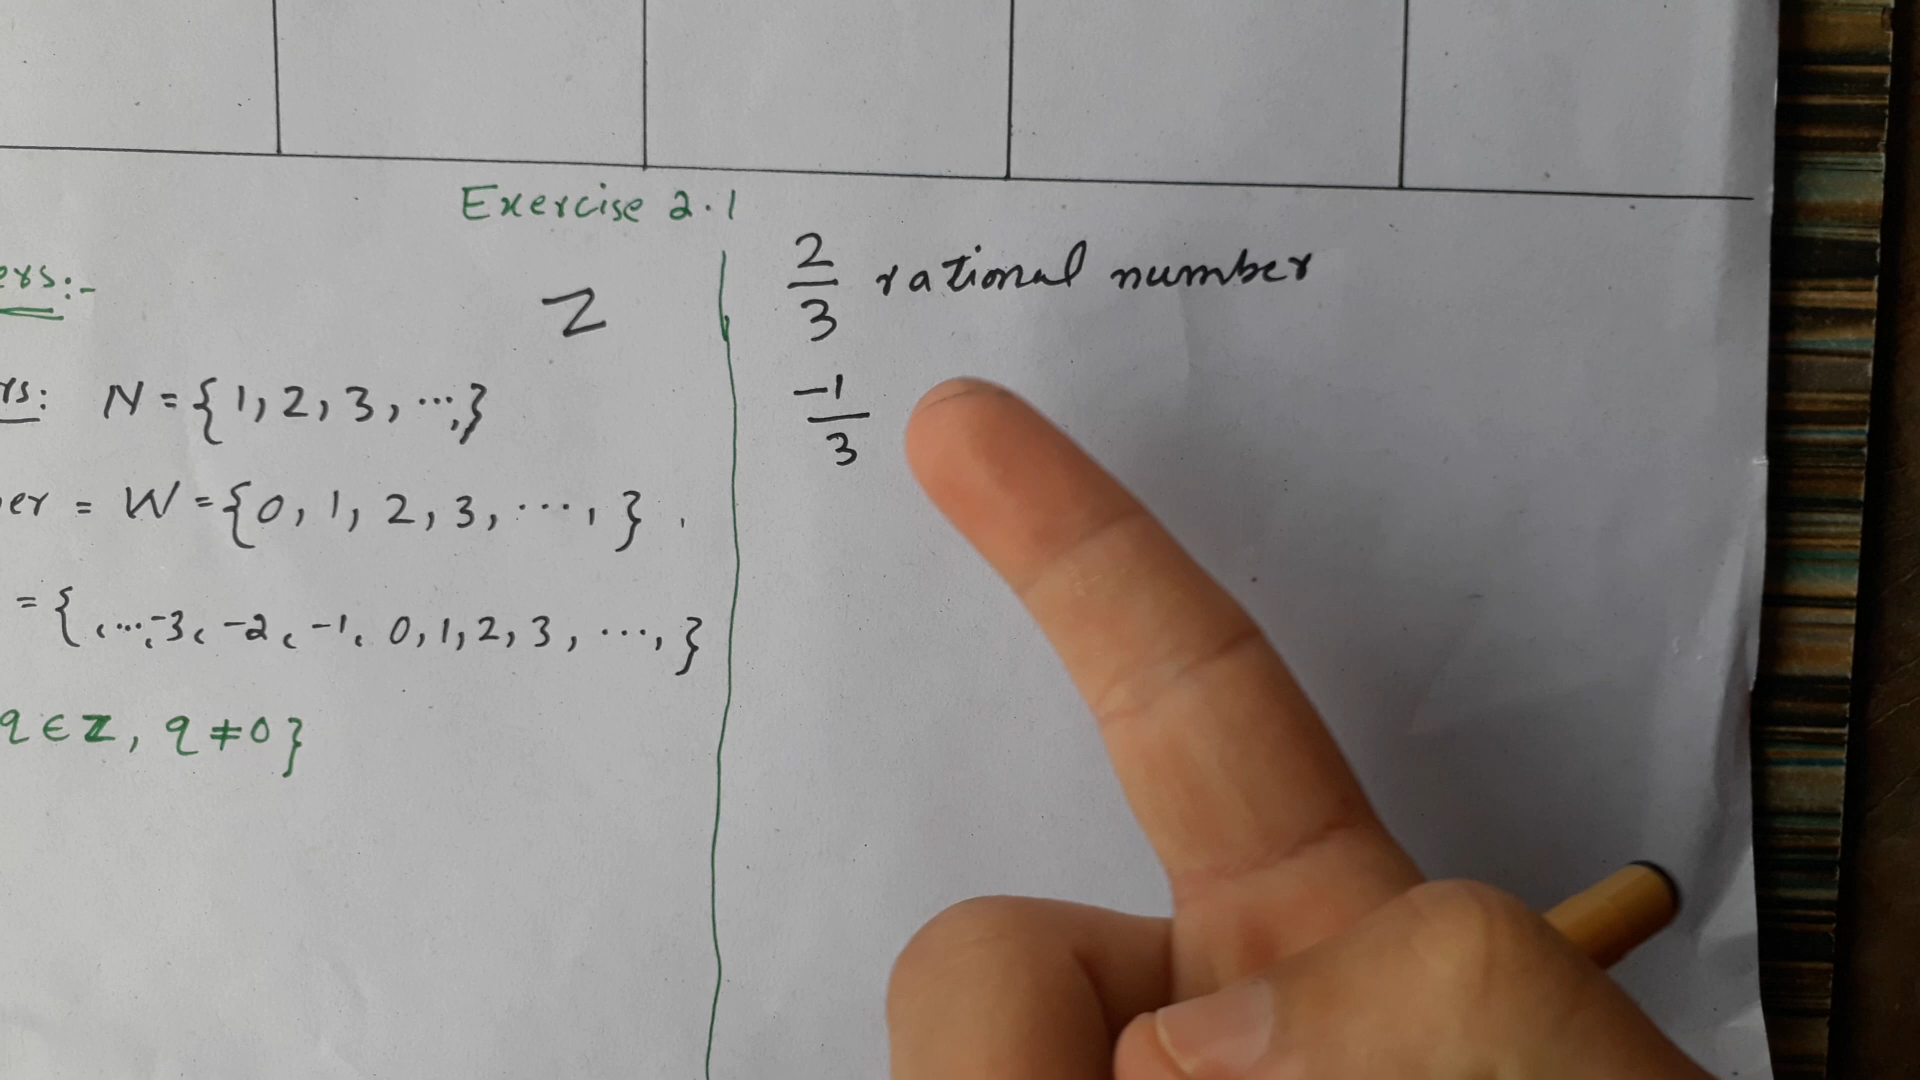 Exercise 2.1
ers:-
Z
rs: N = {1, 2, 3, ...,}
er = W = {0, 1, 2, 3, ..., } .
= {, ..., -3, -2, -1, 0, 1, 2, 3, ..., }
q ∈ Z, q ≠ 0}
2/3 rational number
-1/3